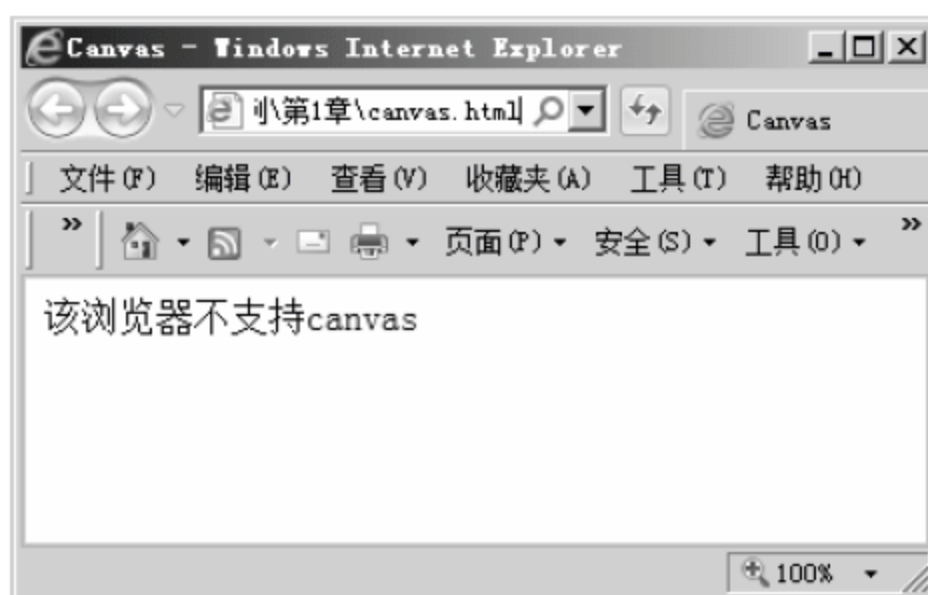 Canvas - Windows Internet Explorer
刂\第1章\canvas.html
Canvas
文件(F) 编辑(E) 查看(V) 收藏夹(A) 工具(T) 帮助(H)
页面(P) 安全(S) 工具(O)
该浏览器不支持canvas
100%